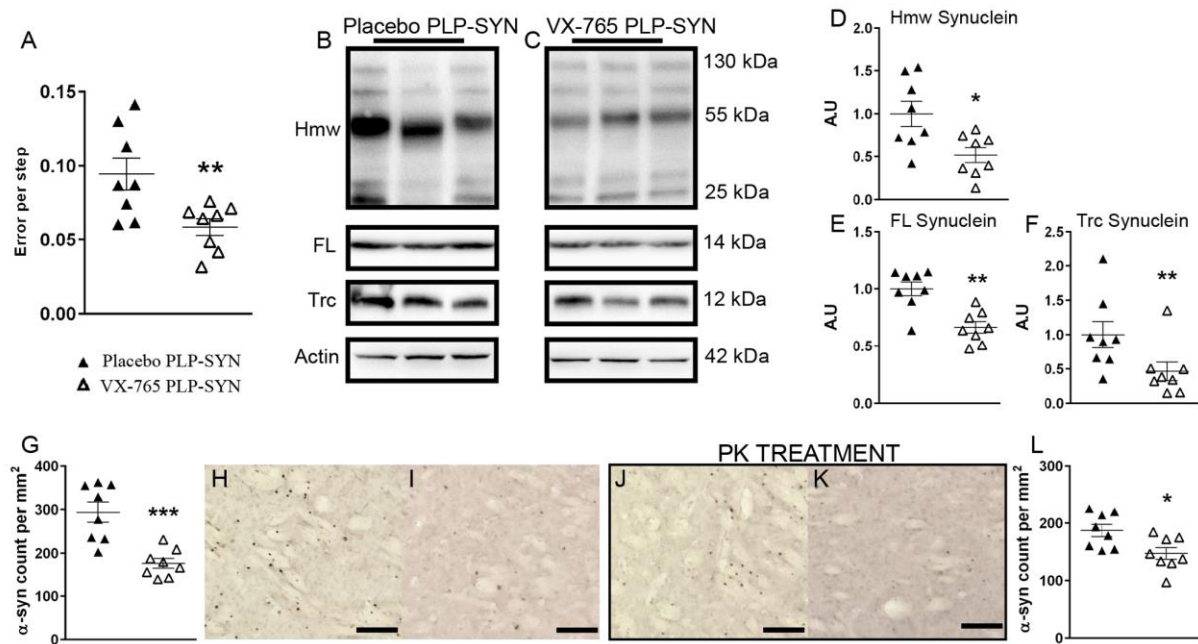 A
Error per step
0.15
0.10
0.05
0.00
**
▲ Placebo PLP-SYN
△ VX-765 PLP-SYN
B
Placebo PLP-SYN
C
VX-765 PLP-SYN
Hmw
130 kDa
55 kDa
25 kDa
FL
14 kDa
Trc
12 kDa
Actin
42 kDa
D
Hmw Synuclein
A.U
1.5
1.0
0.5
0.0
2.0
*
E
FL Synuclein
A.U
1.5
1.0
0.5
0.0
**
F
Trc Synuclein
A.U
2.5
2.0
1.5
1.0
0.5
0.0
**
G
α-syn count per mm²
400
300
200
100
0
***
H
I
PK TREATMENT
J
K
L
α-syn count per mm²
300
200
100
0
*